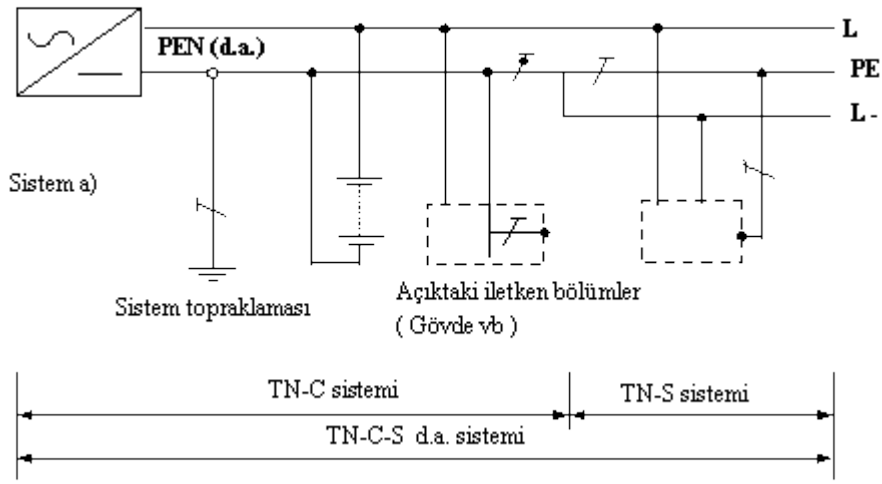 L
PEN (d.a.)
PE
L -
Sistem a)
Sistem topraklaması
Açıktaki iletken bölümler
( Gövde vb )
TN-C sistemi
TN-S sistemi
TN-C-S d.a. sistemi